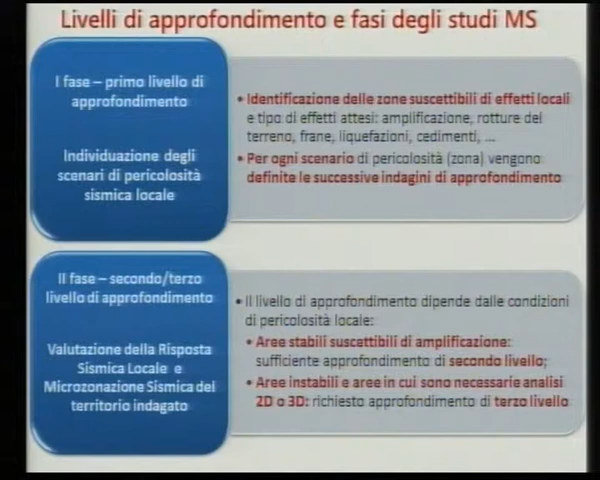 Livelli di approfondimento e fasi degli studi MS
I fase – primo livello di
approfondimento
Individuazione degli
scenari di pericolosità
sismica locale
• Identificazione delle zone suscettibili di effetti locali
e tipo di effetti attesi: amplificazione, rotture del
terreno, frane, liquefazioni, cedimenti, ...
• Per ogni scenario di pericolosità (zona) vengono
definite le successive indagini di approfondimento
II fase – secondo/terzo
livello di approfondimento
Valutazione della Risposta
Sismica Locale e
Microzonazione Sismica del
territorio indagato
• Il livello di approfondimento dipende dalle condizioni
di pericolosità locale:
• Aree stabili suscettibili di amplificazione:
sufficiente approfondimento di secondo livello;
• Aree instabili e aree in cui sono necessarie analisi
2D o 3D: richiesto approfondimento di terzo livello